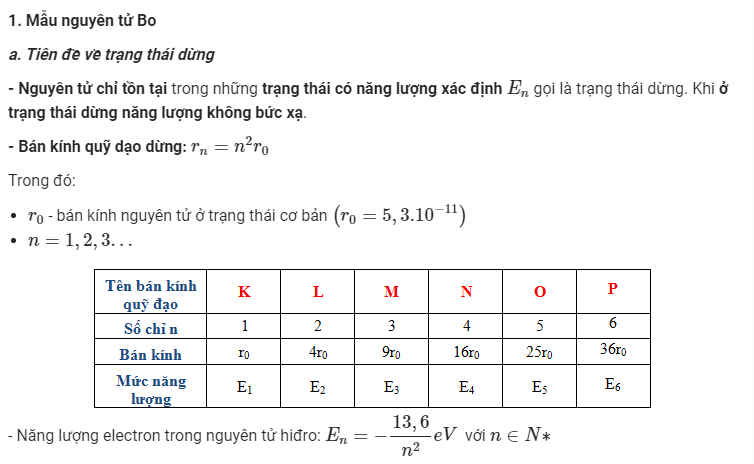 1. Mẫu nguyên tử Bo
a. Tiên đề về trạng thái dừng
- Nguyên tử chỉ tồn tại trong những trạng thái có năng lượng xác định Eₙ gọi là trạng thái dừng. Khi ở
trạng thái dừng năng lượng không bức xạ.
- Bán kính quỹ dạo dừng: rₙ = n²r₀
Trong đó:
• r₀ - bán kính nguyên tử ở trạng thái cơ bản (r₀ = 5, 3.10⁻¹¹)
• n = 1, 2, 3...
Tên bán kính quỹ đạo K L M N O P
Số chỉ n 1 2 3 4 5 6
Bán kính r₀ 4r₀ 9r₀ 16r₀ 25r₀ 36r₀
Mức năng lượng E₁ E₂ E₃ E₄ E₅ E₆
- Năng lượng electron trong nguyên tử hiđro: Eₙ = −13, 6/n² eV với n ∈ N*